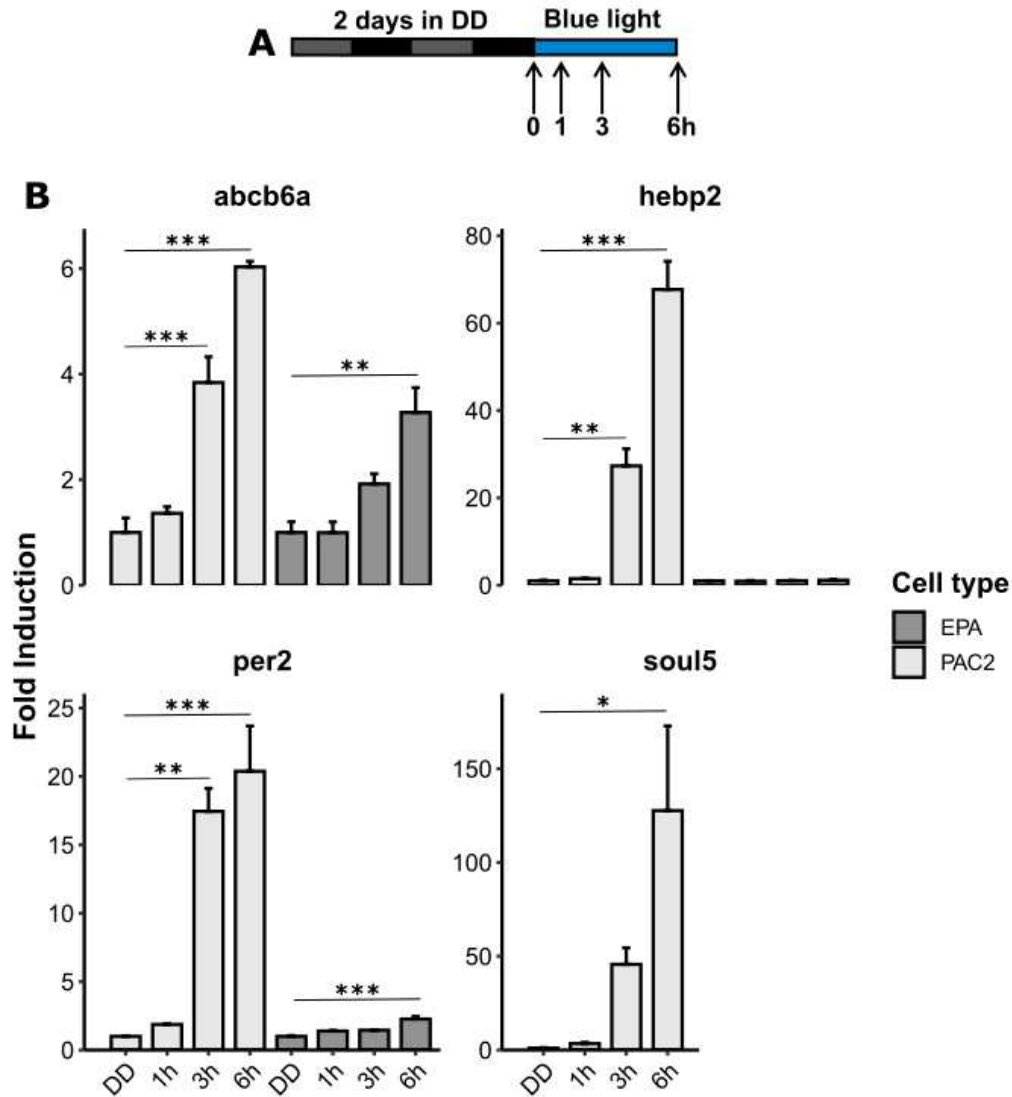 2 days in DD Blue light
A
0 1 3 6h
B
abcb6a
hebp2
6
4
2
0
*** *** **
80
60
40
20
0
*** **
Fold Induction
Cell type
EPA
PAC2
per2
soul5
25
20
15
10
5
0
*** ** ***
150
100
50
0
*
DD 1h 3h 6h DD 1h 3h 6h
DD 1h 3h 6h